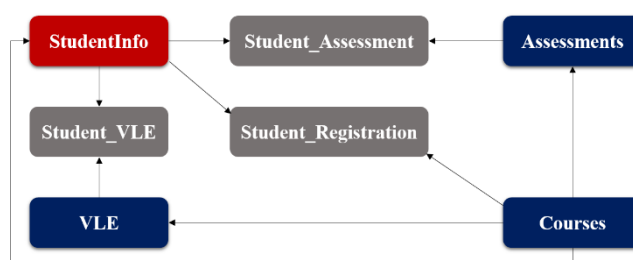 StudentInfo
Student_Assessment
Assessments
Student_VLE
Student_Registration
VLE
Courses